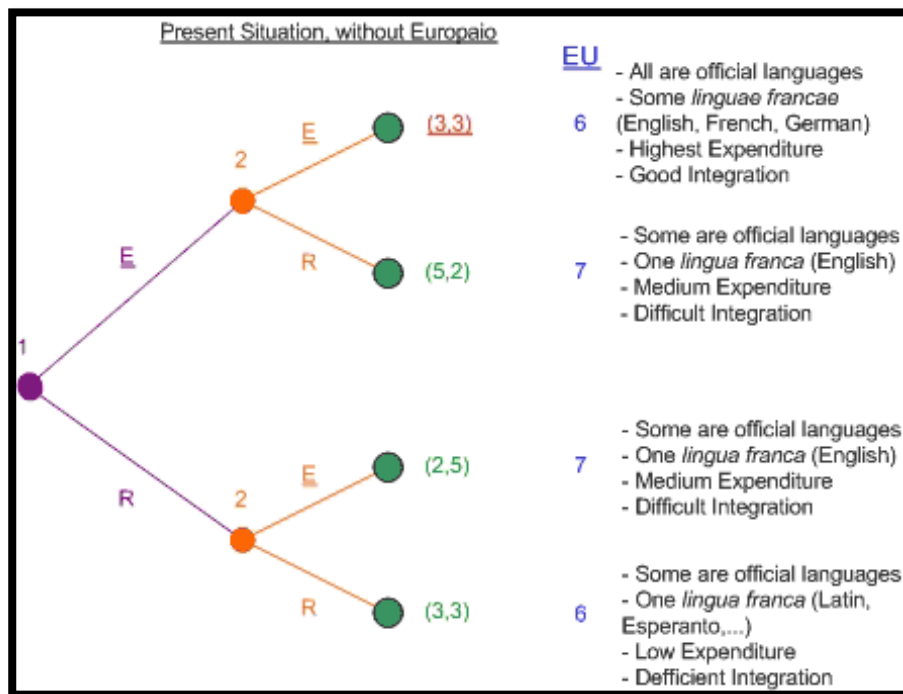 Present Situation, without Europaio
EU
- All are official languages
- Some linguae francae
(English, French, German)
- Highest Expenditure
- Good Integration
6
E
(3,3)
2
E
R
(5,2)
7
- Some are official languages
- One lingua franca (English)
- Medium Expenditure
- Difficult Integration
1
R
2
E
(2,5)
7
- Some are official languages
- One lingua franca (English)
- Medium Expenditure
- Difficult Integration
R
(3,3)
6
- Some are official languages
- One lingua franca (Latin,
Esperanto,...)
- Low Expenditure
- Defficient Integration